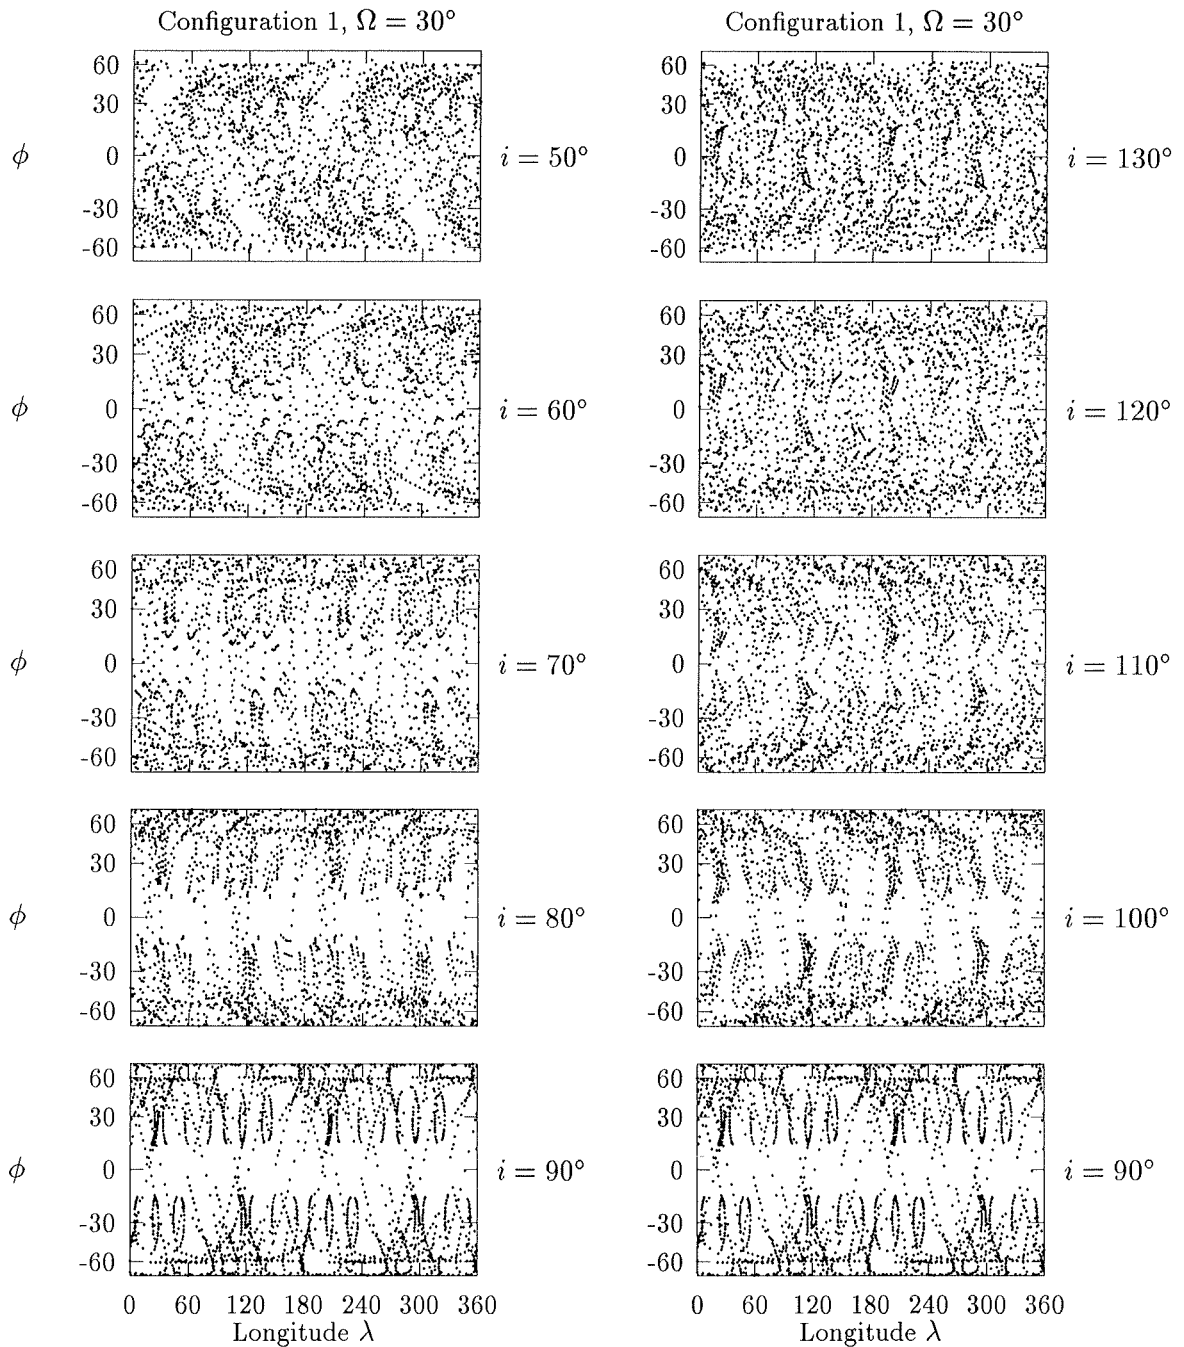 Configuration 1, Ω = 30° Configuration 1, Ω = 30°
60 60
30 30
ϕ 0 i = 50° 0 i = 130°
-30 -30
-60 -60
60 60
30 30
ϕ 0 i = 60° 0 i = 120°
-30 -30
-60 -60
60 60
30 30
ϕ 0 i = 70° 0 i = 110°
-30 -30
-60 -60
60 60
30 30
ϕ 0 i = 80° 0 i = 100°
-30 -30
-60 -60
60 60
30 30
ϕ 0 i = 90° 0 i = 90°
-30 -30
-60 -60
0 60 120 180 240 300 360 0 60 120 180 240 300 360
Longitude λ Longitude λ